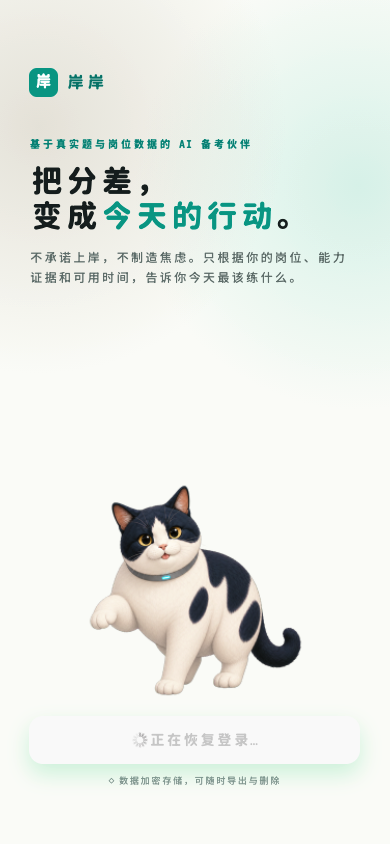 岸 岸岸
基于真实题与岗位数据的 AI 备考伙伴
把分差，
变成今天的行动。
不承诺上岸，不制造焦虑。只根据你的岗位、能力
证据和可用时间，告诉你今天最该练什么。
正在恢复登录…
◇ 数据加密存储，可随时导出与删除